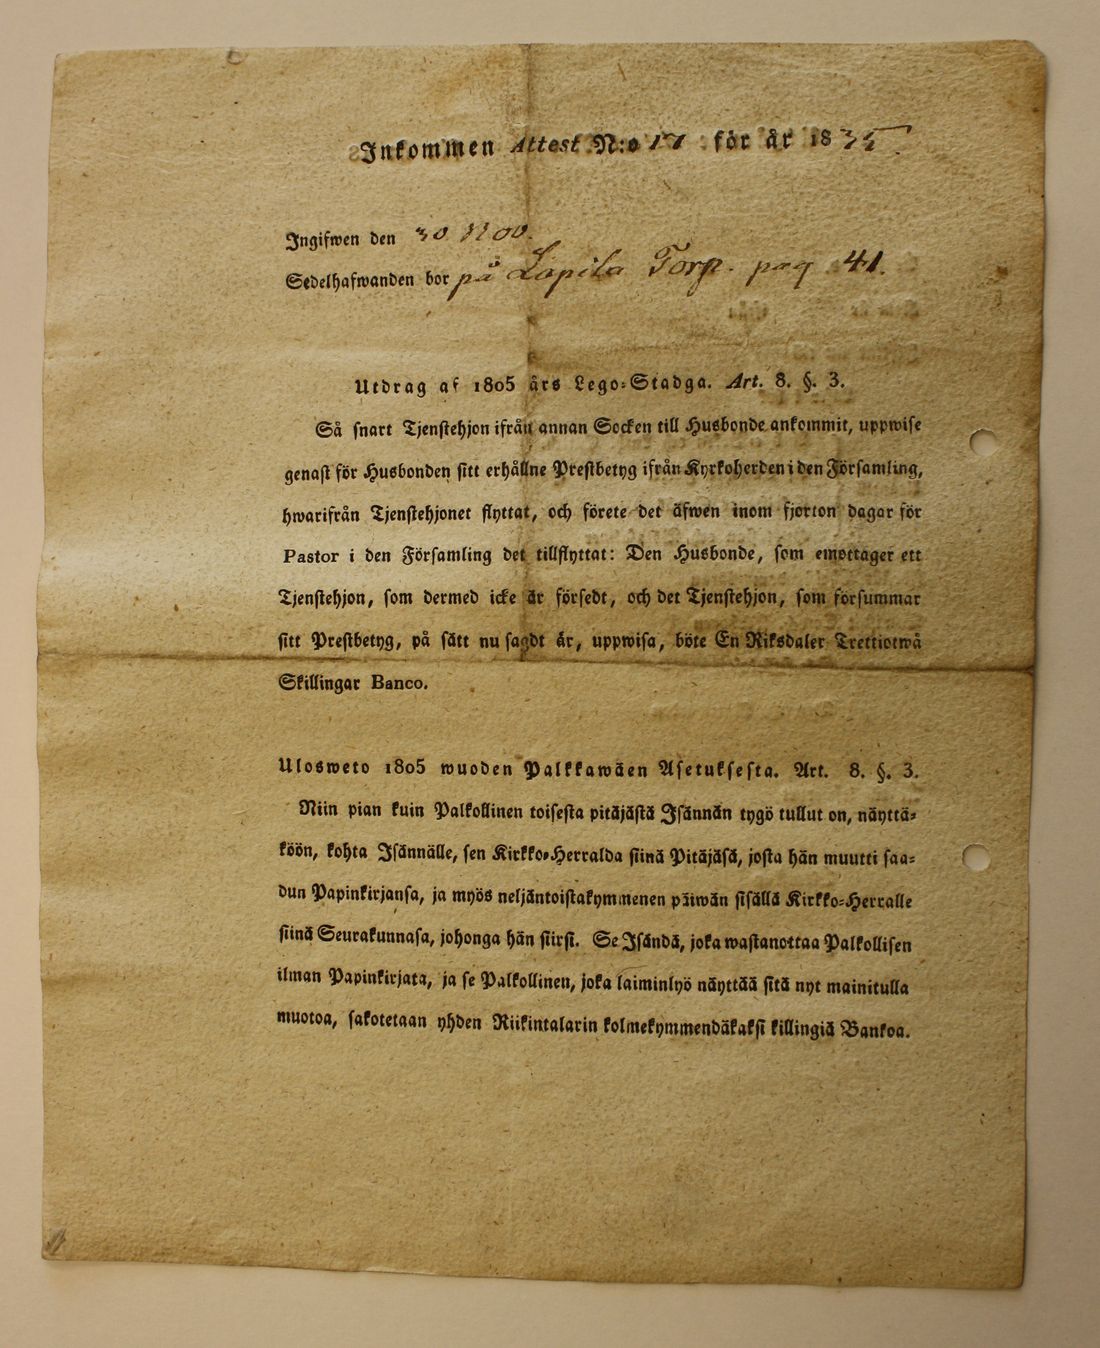 Inkommen Attest N:o 17 för år 1835.
Ingifwen den 30 Nov.
Sedelhafwanden bor på Lapila Torp. pag 41.
Utdrag af 1805 års Lego=Stadga. Art. 8. §. 3.
Så snart Tjenstehjon ifrån annan Socken till Husbonde ankommit, uppwise
genast för Husbonden sitt erhållne Prestbetyg ifrån Kyrkoherden i den Församling,
hwarifrån Tjenstehjonet flyttat, och förete det äfwen inom fjorton dagar för
Pastor i den Församling det tillflyttat: Den Husbonde, som emottager ett
Tjenstehjon, som dermed icke är försedt, och det Tjenstehjon, som försummar
sitt Prestbetyg, på sätt nu sagdt är, uppwisa, böte En Riksdaler Trettiotwå
Skillingar Banco.
Ulosweto 1805 wuoden Palkkawäen Asetuksesta. Art. 8. §. 3.
Niin pian kuin Palkollinen toisesta pitäjästä Isännän tygö tullut on, näyttä=
köön, kohta Isännälle, sen Kirkko=Herralda siinä Pitäjäsä, josta hän muutti saa=
dun Papinkirjansa, ja myös neljäntoistakymmenen päiwän sisällä Kirkko=Herralle
siinä Seurakunnasa, johonga hän siirsi. Se Isändä, joka wastanottaa Palkollisen
ilman Papinkirjata, ja se Palkollinen, joka laiminlyö näyttää sitä nyt mainitulla
muotoa, sakotetaan yhden Riikintalarin kolmekymmendäkaksi killingiä Bankoa.